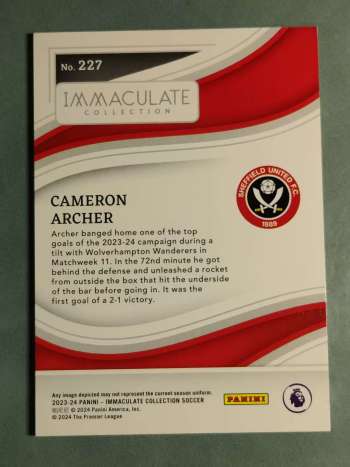 No. 227
IMMACULATE
COLLECTION
CAMERON
ARCHER
SHEFFIELD UNITED F.C.
1889
Archer banged home one of the top
goals of the 2023-24 campaign during a
tilt with Wolverhampton Wanderers in
Matchweek 11. In the 72nd minute he got
behind the defense and unleashed a rocket
from outside the box that hit the underside
of the bar before going in. It was the
first goal of a 2-1 victory.
Any image depicted may not represent the current season uniform.
2023-24 PANINI – IMMACULATE COLLECTION SOCCER
© 2024 Panini America, Inc.
© 2024 The Premier League
PANINI